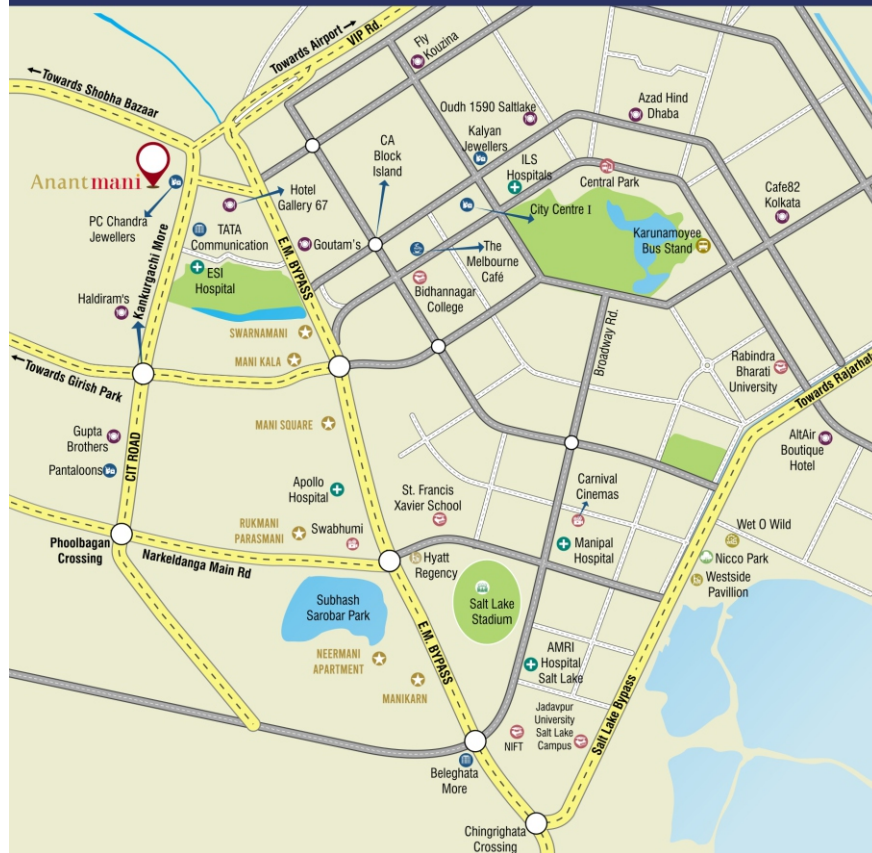 Towards Airport
VIP Rd.
Fly
Kouzina
Towards Shobha Bazaar
Oudh 1590 Saltlake
Azad Hind
Dhaba
CA
Block
Island
Kalyan
Jewellers
ILS
Hospitals
Central Park
Anantmani
Hotel
Gallery 67
City Centre I
Cafe82
Kolkata
PC Chandra
Jewellers
TATA
Communication
Goutam's
The
Melbourne
Café
Karunamoyee
Bus Stand
E.M. BYPASS
Kankurgachi More
ESI
Hospital
Bidhannagar
College
Haldiram's
SWARNAMANI
Broadway Rd.
MANI KALA
Towards Girish Park
Rabindra
Bharati
University
Towards Rajarhat
MANI SQUARE
Gupta
Brothers
AltAir
Boutique
Hotel
Pantaloons
CIT ROAD
Apollo
Hospital
St. Francis
Xavier School
Carnival
Cinemas
RUKMANI
PARASMANI
Swabhumi
Wet O Wild
Phoolbagan
Crossing
Narkeldanga Main Rd
Hyatt
Regency
Manipal
Hospital
Nicco Park
Westside
Pavillion
Subhash
Sarobar Park
Salt Lake
Stadium
E.M. BYPASS
NEERMANI
APARTMENT
AMRI
Hospital
Salt Lake
MANIKARN
Salt Lake Bypass
NIFT
Jadavpur
University
Salt Lake
Campus
Beleghata
More
Chingrighata
Crossing